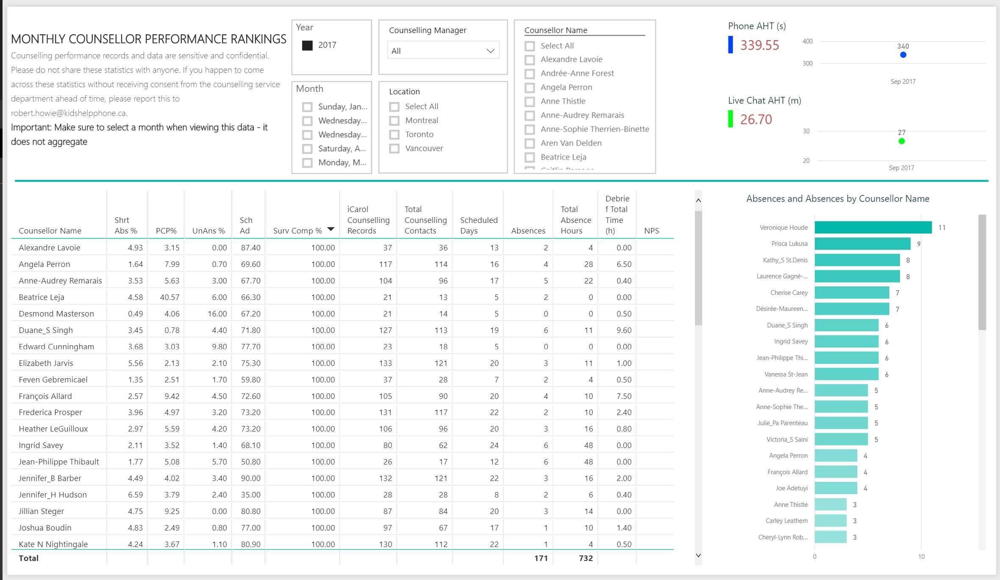 MONTHLY COUNSELLOR PERFORMANCE RANKINGS
Counselling performance records and data are sensitive and confidential.
Please do not share these statistics with anyone. If you happen to come
across these statistics without receiving consent from the counselling service
department ahead of time, please report this to
robert.howie@kidshelpphone.ca.
Important: Make sure to select a month when viewing this data - it
does not aggregate
Year
2017
Month
Sunday, Jan...
Wednesday...
Wednesday...
Saturday, A...
Monday, M...
Counselling Manager
All
Location
Select All
Montreal
Toronto
Vancouver
Counsellor Name
Select All
Alexandre Lavoie
Andrée-Anne Forest
Angela Perron
Anne Thistle
Anne-Audrey Remarais
Anne-Sophie Therrien-Binette
Aren Van Delden
Beatrice Leja
Phone AHT (s)
339.55
400
340
300
Sep 2017
Live Chat AHT (m)
26.70
30
27
20
Sep 2017
Counsellor Name Shrt Abs % PCP% UnAns % Sch Ad Surv Comp % iCarol Counselling Records Total Counselling Contacts Scheduled Days Absences Total Absence Hours Debrie f Total Time (h) NPS
Alexandre Lavoie 4.93 3.15 0.00 87.40 100.00 37 36 13 2 4 0.00
Angela Perron 1.64 7.99 0.70 69.60 100.00 117 114 16 4 28 6.50
Anne-Audrey Remarais 3.53 5.63 3.00 67.70 100.00 104 96 17 5 22 0.40
Beatrice Leja 4.58 40.57 6.00 66.30 100.00 21 13 5 2 0 0.00
Desmond Masterson 0.49 4.06 16.00 67.20 100.00 21 14 5 0 0 0.50
Duane_S Singh 3.45 0.78 4.40 71.80 100.00 127 113 19 6 11 9.60
Edward Cunningham 3.68 3.03 9.80 77.70 100.00 23 18 5 0 0 0.00
Elizabeth Jarvis 5.56 2.13 2.10 75.30 100.00 133 121 20 3 11 1.00
Feven Gebremicael 1.35 2.51 1.70 59.80 100.00 37 28 7 2 4 0.50
François Allard 2.57 9.42 4.50 72.60 100.00 105 90 20 4 10 7.50
Frederica Prosper 3.96 4.97 3.20 73.20 100.00 131 117 22 2 10 2.40
Heather LeGuilloux 2.97 5.59 4.20 73.20 100.00 106 96 20 3 16 0.80
Ingrid Savey 2.11 3.52 1.40 68.10 100.00 80 62 24 6 48 0.00
Jean-Philippe Thibault 1.77 5.08 5.70 50.80 100.00 26 17 12 6 48 0.00
Jennifer_B Barber 4.49 4.02 3.40 90.00 100.00 132 121 22 3 16 2.00
Jennifer_H Hudson 6.59 3.79 2.40 35.00 100.00 28 28 8 2 6 0.40
Jillian Steger 4.75 9.25 0.00 80.80 100.00 87 84 20 3 14 0.00
Joshua Boudin 4.83 2.49 0.80 77.00 100.00 97 67 17 1 10 1.40
Kate N Nightingale 4.24 3.67 1.10 80.90 100.00 130 112 22 1 4 0.50
Total 171 732
Absences and Absences by Counsellor Name
Veronique Houde 11
Prisca Lukusa 9
Kathy_S St.Denis 8
Laurence Gagné-... 8
Cherise Carey 7
Désirée-Maureen... 7
Duane_S Singh 6
Ingrid Savey 6
Jean-Philippe Thi... 6
Vanessa St-Jean 6
Anne-Audrey Re... 5
Anne-Sophie The... 5
Julie_Pa Parenteau 5
Victoria_S Saini 5
Angela Perron 4
François Allard 4
Joe Adetuyi 4
Anne Thistle 3
Carley Leathem 3
Cheryl-Lynn Rob... 3
0 10